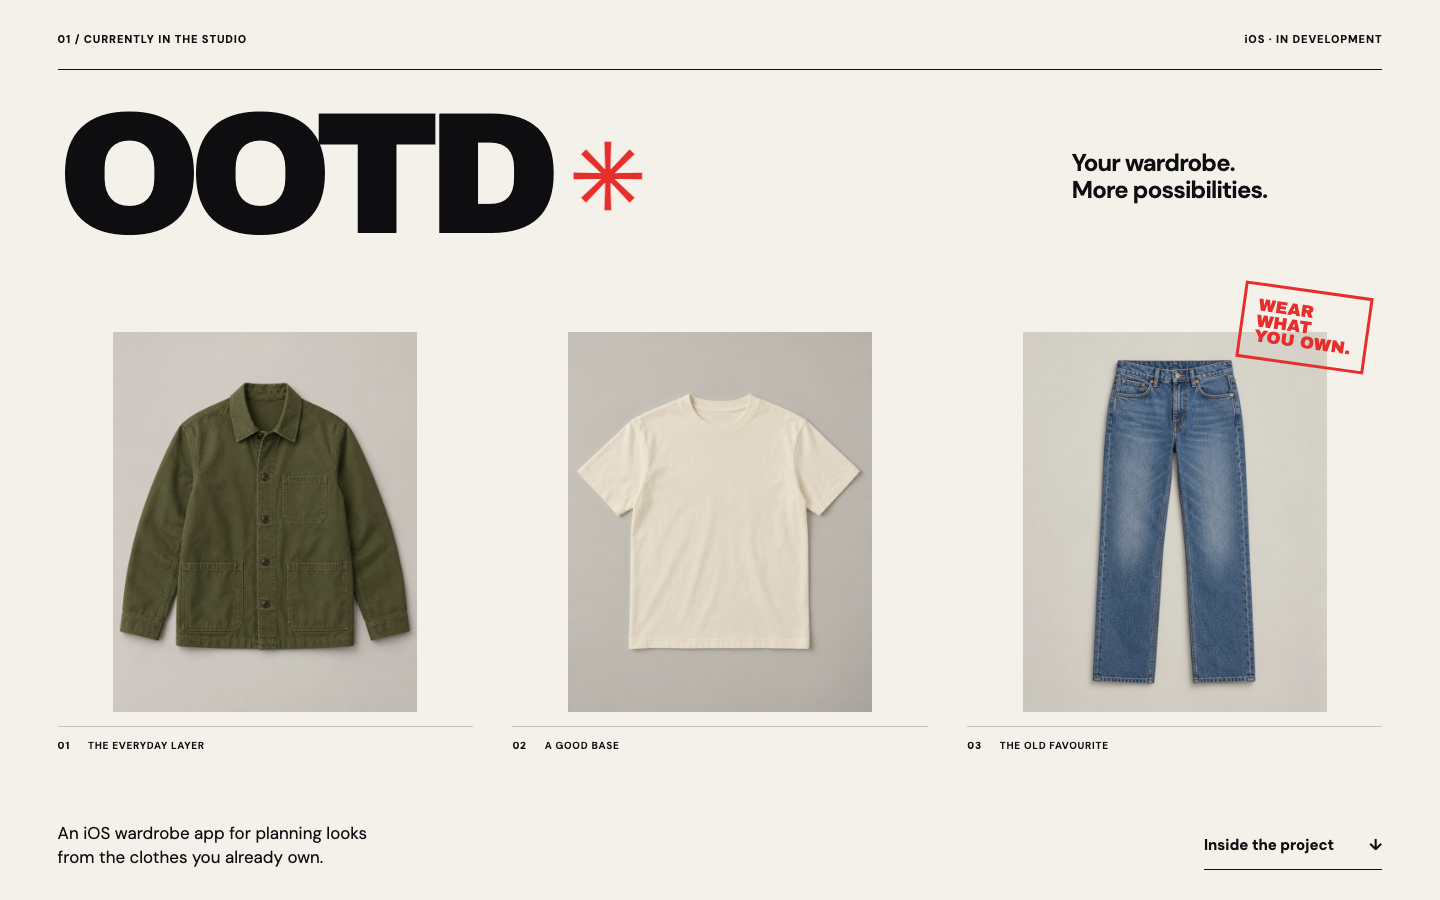 01 / CURRENTLY IN THE STUDIO
iOS · IN DEVELOPMENT
OOTD
Your wardrobe.
More possibilities.
WEAR
WHAT
YOU OWN.
01 THE EVERYDAY LAYER
02 A GOOD BASE
03 THE OLD FAVOURITE
An iOS wardrobe app for planning looks
from the clothes you already own.
Inside the project ↓